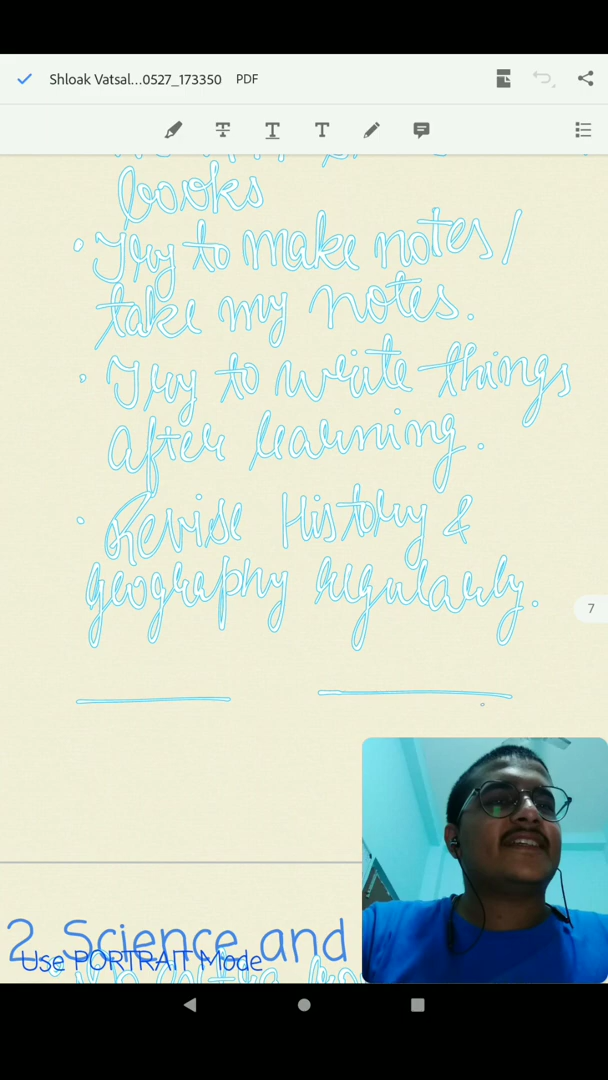 Shloak Vatsal...0527_173350 PDF
T T T
books
• Try to make notes/
take my notes.
• Try to write things
after learning.
• Revise History &
geography regularly.
7
2. Science and
Use PORTRAIT Mode